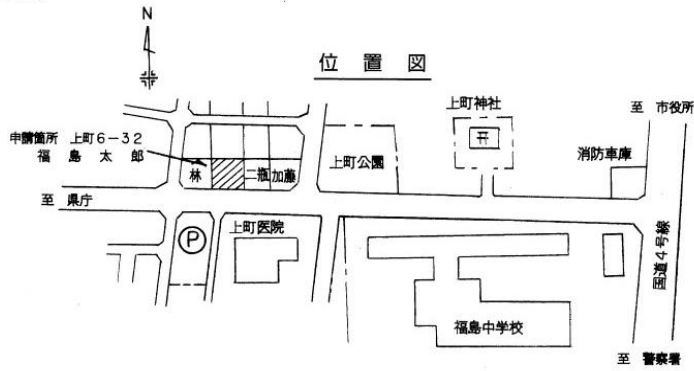 N
位置図
上町神社
至 市役所
申請箇所 上町6-32
福島太郎
消防車庫
林
二瓶
加藤
上町公園
至 県庁
P
上町医院
国道4号線
福島中学校
至 警察署